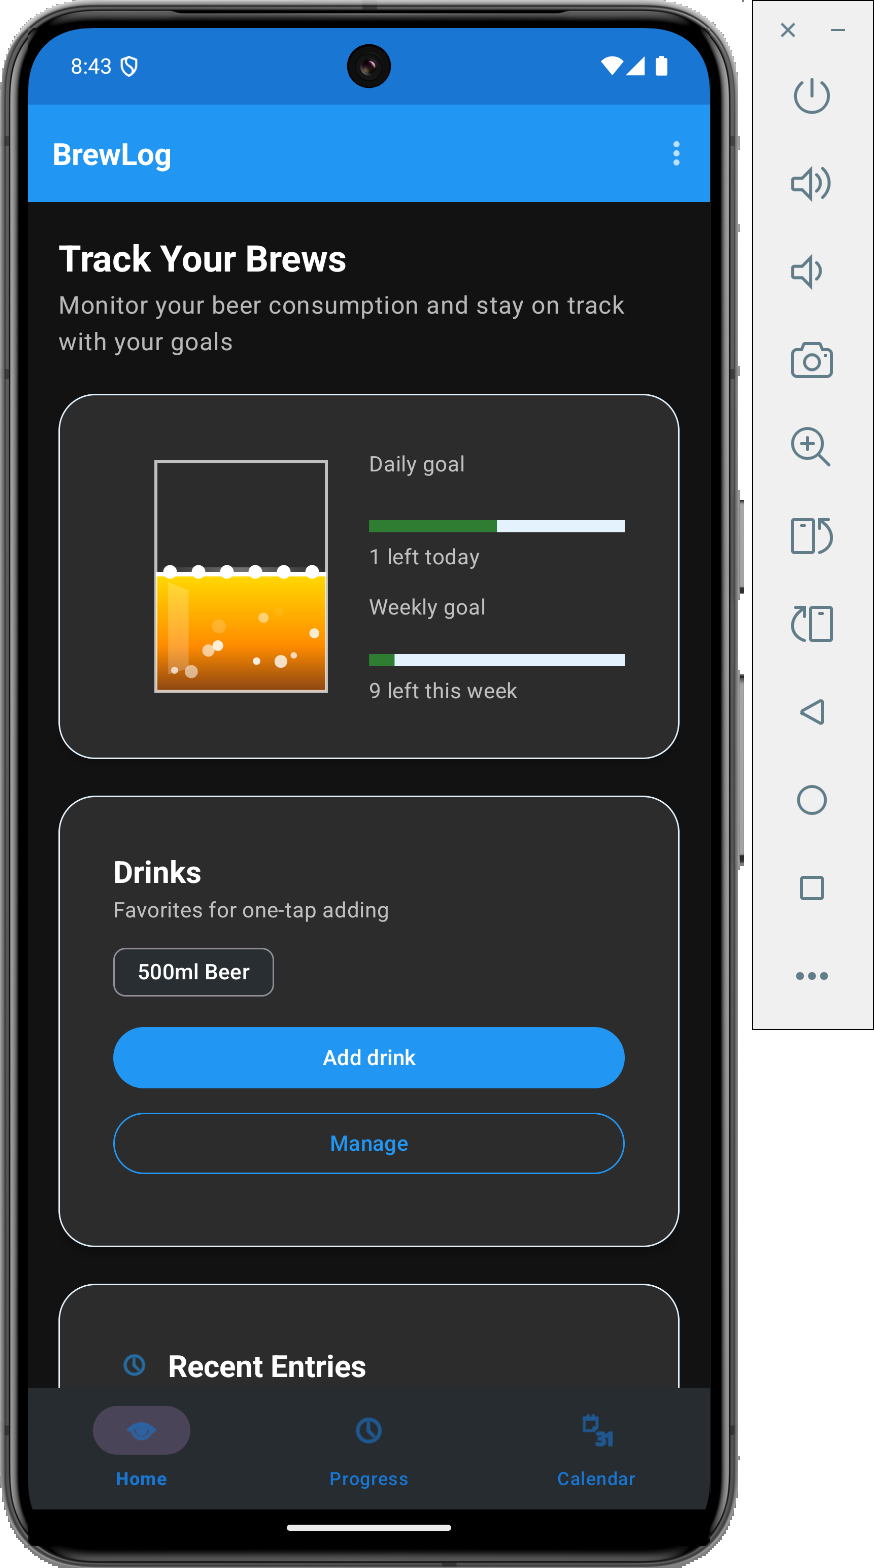 8:43
BrewLog
Track Your Brews
Monitor your beer consumption and stay on track
with your goals
Daily goal
1 left today
Weekly goal
9 left this week
Drinks
Favorites for one-tap adding
500ml Beer
Add drink
Manage
Recent Entries
31
Home
Progress
Calendar